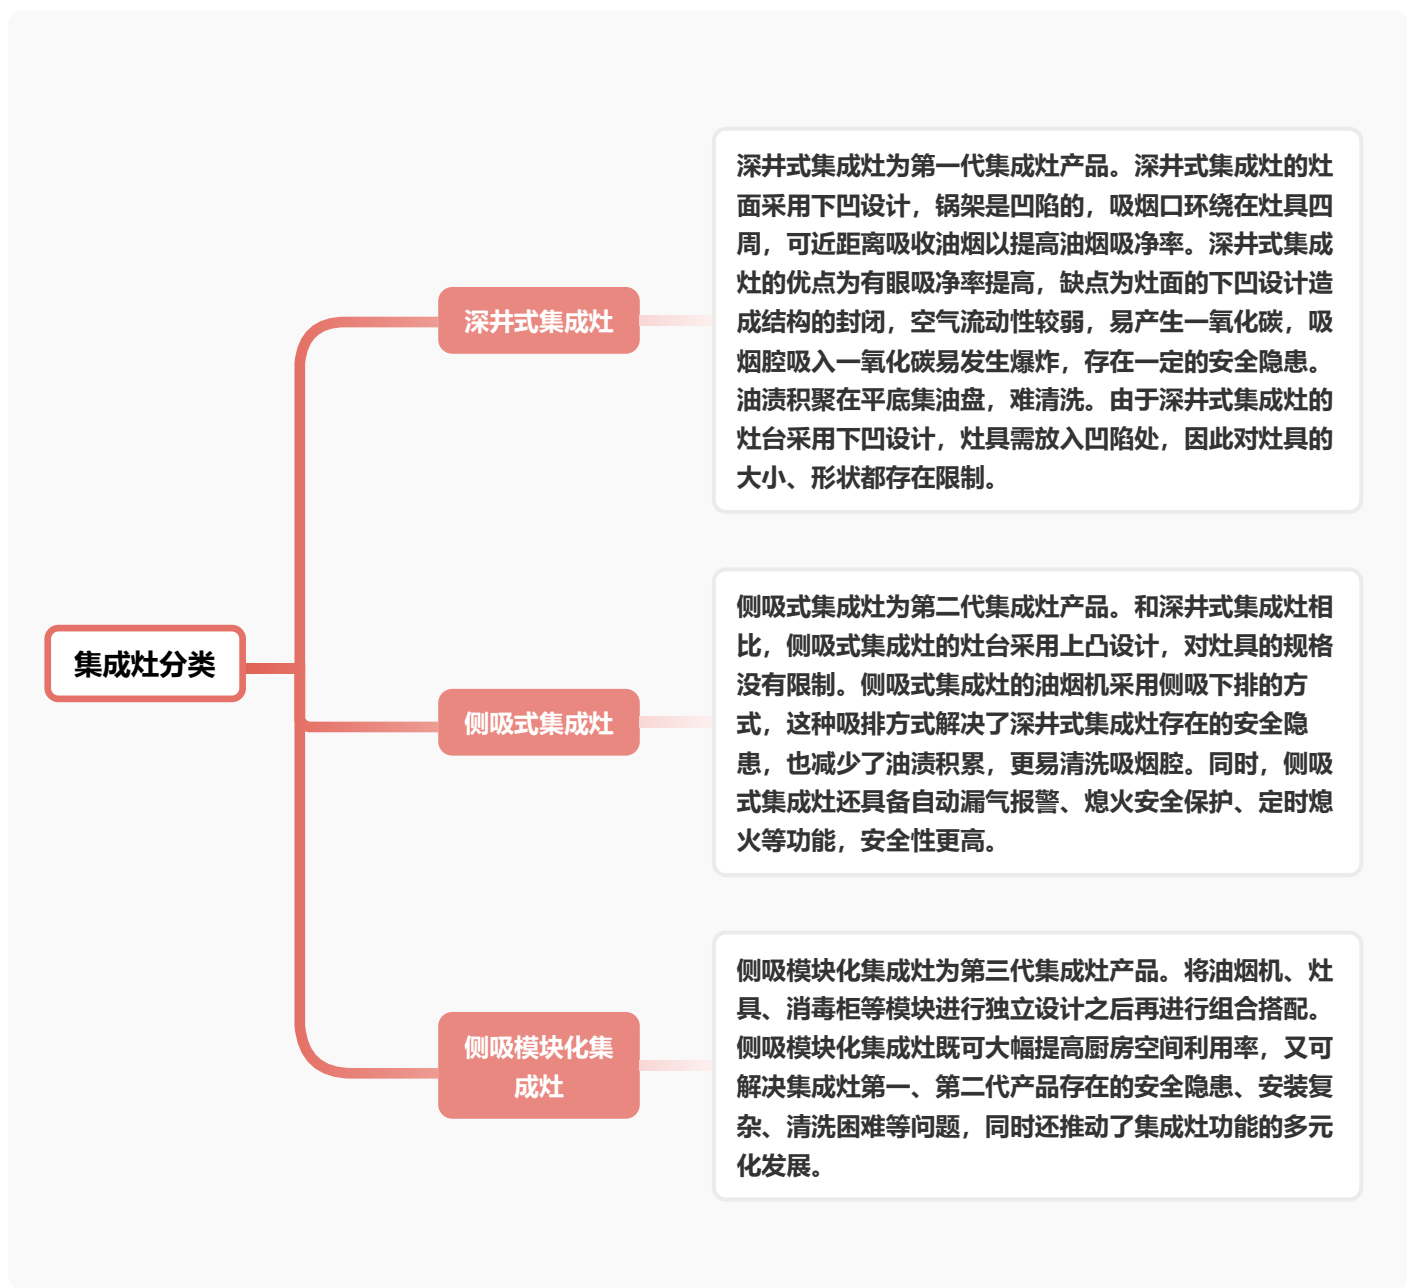 集成灶分类
深井式集成灶
深井式集成灶为第一代集成灶产品。深井式集成灶的灶
面采用下凹设计，锅架是凹陷的，吸烟口环绕在灶具四
周，可近距离吸收油烟以提高油烟吸净率。深井式集成
灶的优点为有眼吸净率提高，缺点为灶面的下凹设计造
成结构的封闭，空气流动性较弱，易产生一氧化碳，吸
烟腔吸入一氧化碳易发生爆炸，存在一定的安全隐患。
油渍积聚在平底集油盘，难清洗。由于深井式集成灶的
灶台采用下凹设计，灶具需放入凹陷处，因此对灶具的
大小、形状都存在限制。
侧吸式集成灶
侧吸式集成灶为第二代集成灶产品。和深井式集成灶相
比，侧吸式集成灶的灶台采用上凸设计，对灶具的规格
没有限制。侧吸式集成灶的油烟机采用侧吸下排的方
式，这种吸排方式解决了深井式集成灶存在的安全隐
患，也减少了油渍积累，更易清洗吸烟腔。同时，侧吸
式集成灶还具备自动漏气报警、熄火安全保护、定时熄
火等功能，安全性更高。
侧吸模块化集
成灶
侧吸模块化集成灶为第三代集成灶产品。将油烟机、灶
具、消毒柜等模块进行独立设计之后再进行组合搭配。
侧吸模块化集成灶既可大幅提高厨房空间利用率，又可
解决集成灶第一、第二代产品存在的安全隐患、安装复
杂、清洗困难等问题，同时还推动了集成灶功能的多元
化发展。